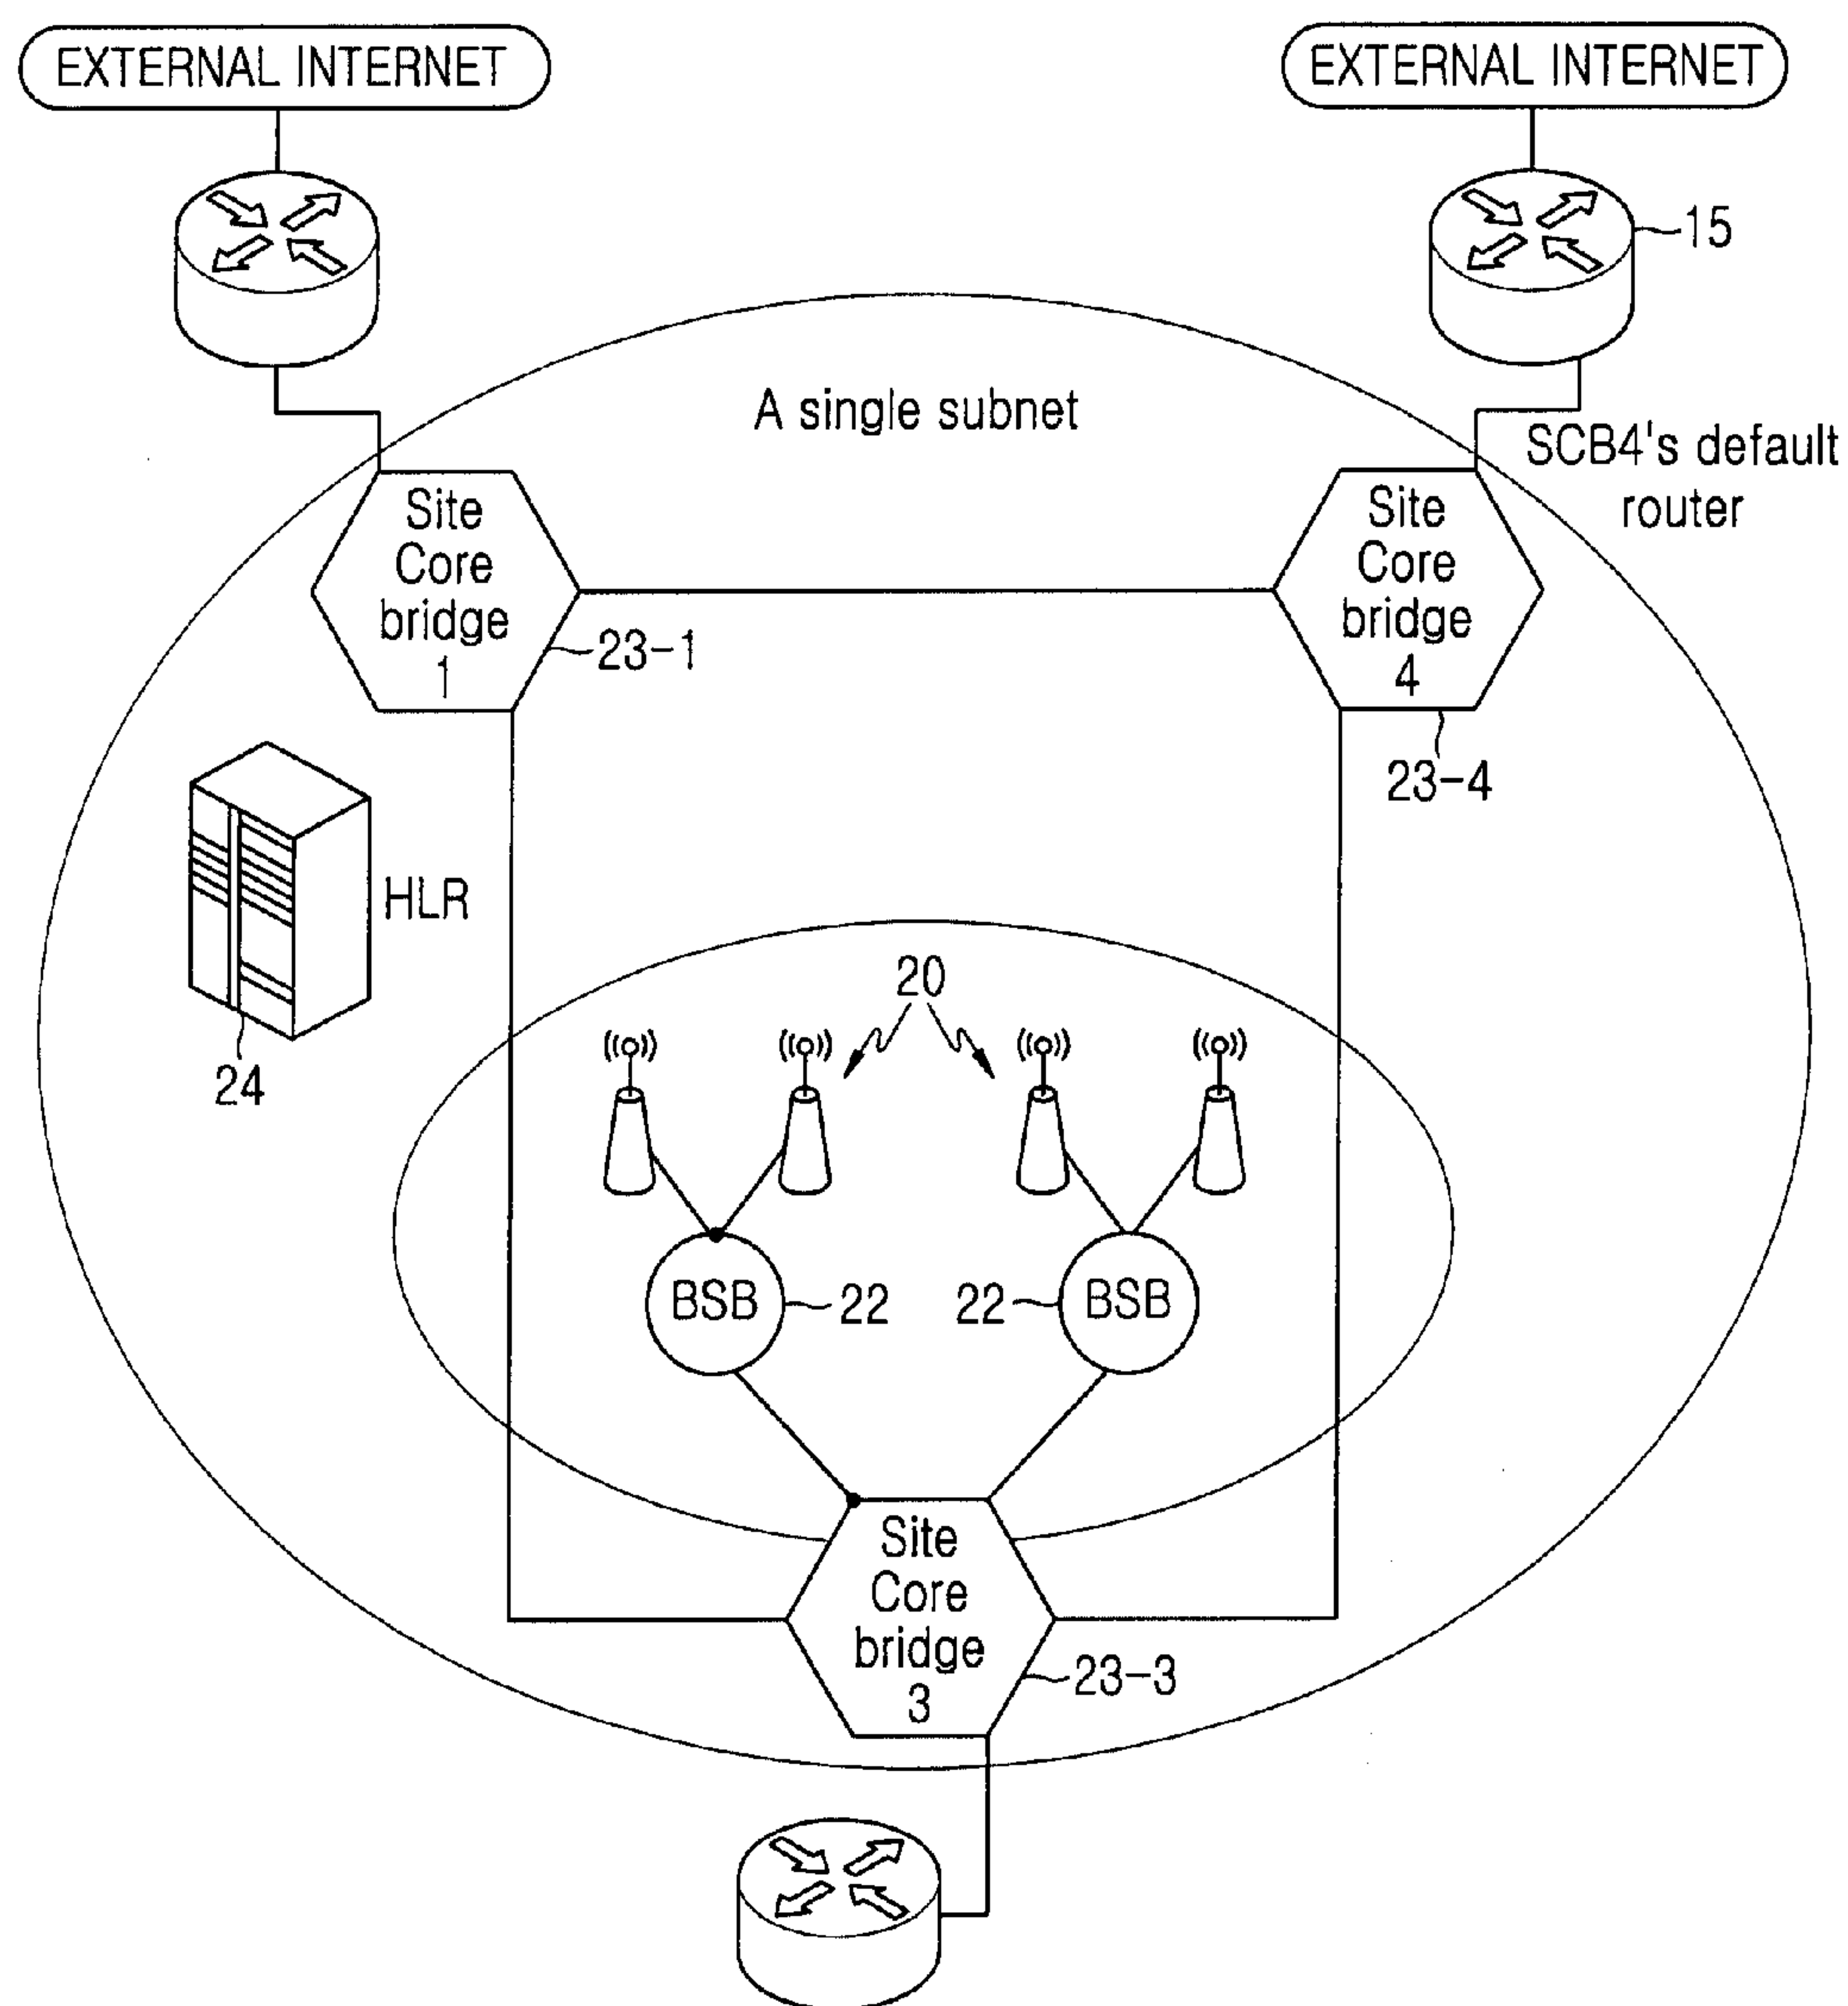 EXTERNAL INTERNET
EXTERNAL INTERNET
15
A single subnet
SCB4's default
router
Site
Core
bridge
1
23-1
Site
Core
bridge
4
23-4
HLR
24
20
BSB
22
22
BSB
Site
Core
bridge
3
23-3